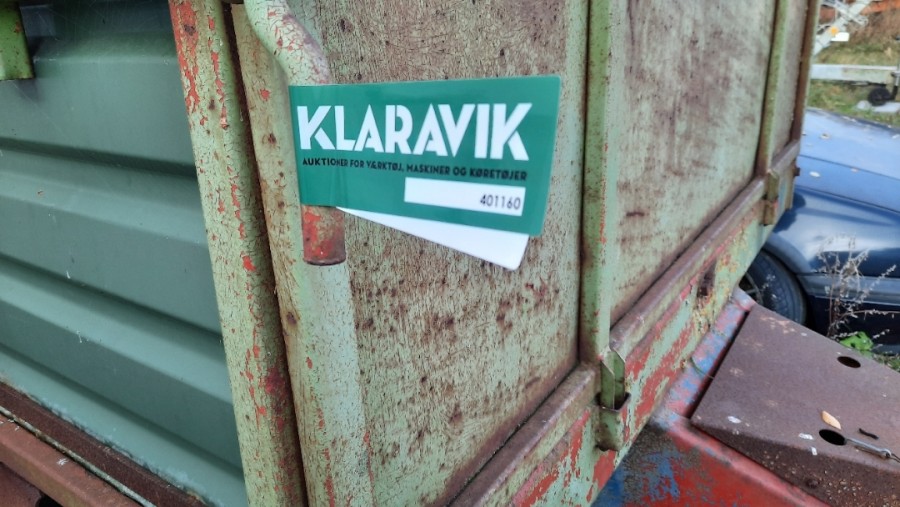 KLARAVIK
AUKTIONER FOR VÆRKTØJ, MASKINER OG KØRETØJER
401160